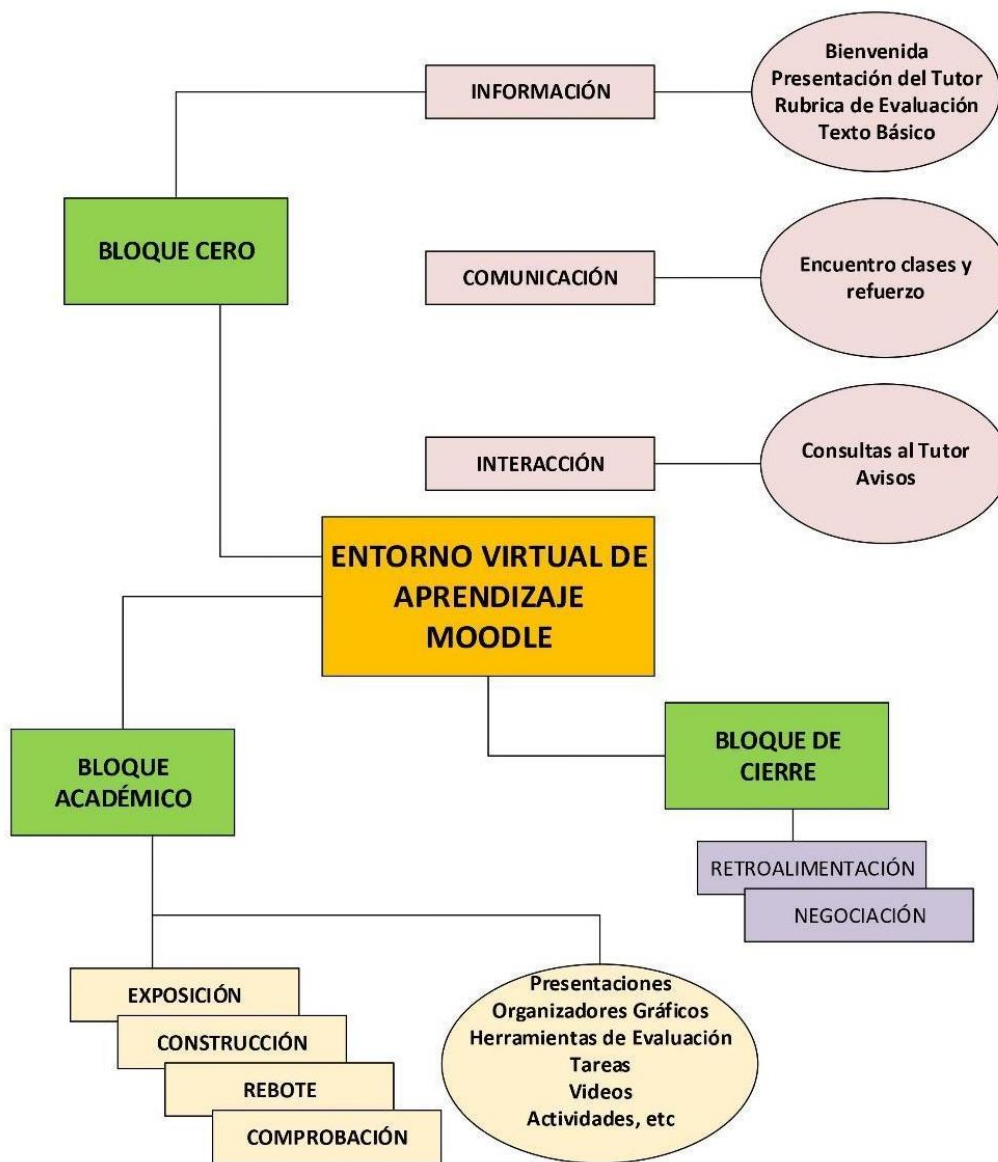 INFORMACIÓN
Bienvenida
Presentación del Tutor
Rubrica de Evaluación
Texto Básico
BLOQUE CERO
COMUNICACIÓN
Encuentro clases y
refuerzo
INTERACCIÓN
Consultas al Tutor
Avisos
ENTORNO VIRTUAL DE
APRENDIZAJE
MOODLE
BLOQUE
ACADÉMICO
BLOQUE DE
CIERRE
RETROALIMENTACIÓN
NEGOCIACIÓN
EXPOSICIÓN
CONSTRUCCIÓN
REBOTE
COMPROBACIÓN
Presentaciones
Organizadores Gráficos
Herramientas de Evaluación
Tareas
Videos
Actividades, etc